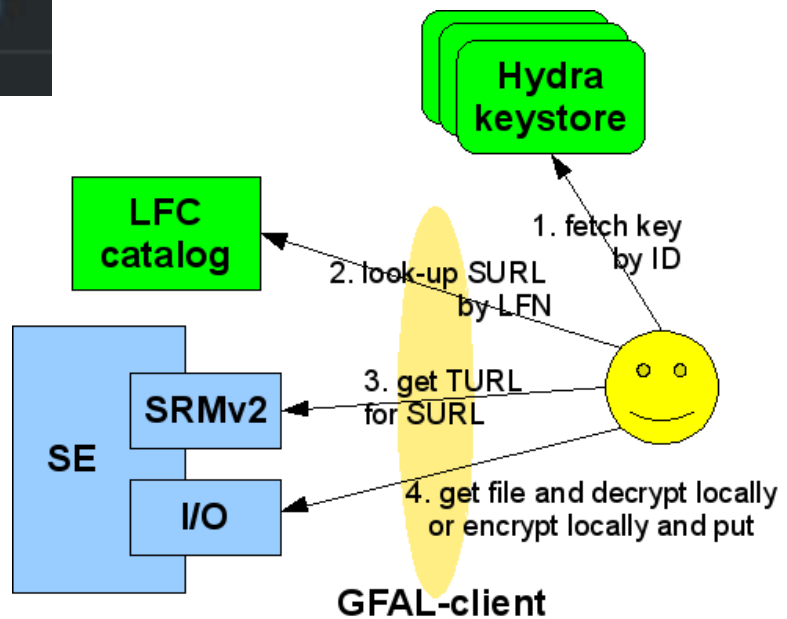 Hydra
keystore
LFC
catalog
1. fetch key
by ID
2. look-up SURL
by LFN
3. get TURL
for SURL
SRMv2
SE
I/O
4. get file and decrypt locally
or encrypt locally and put
GFAL-client